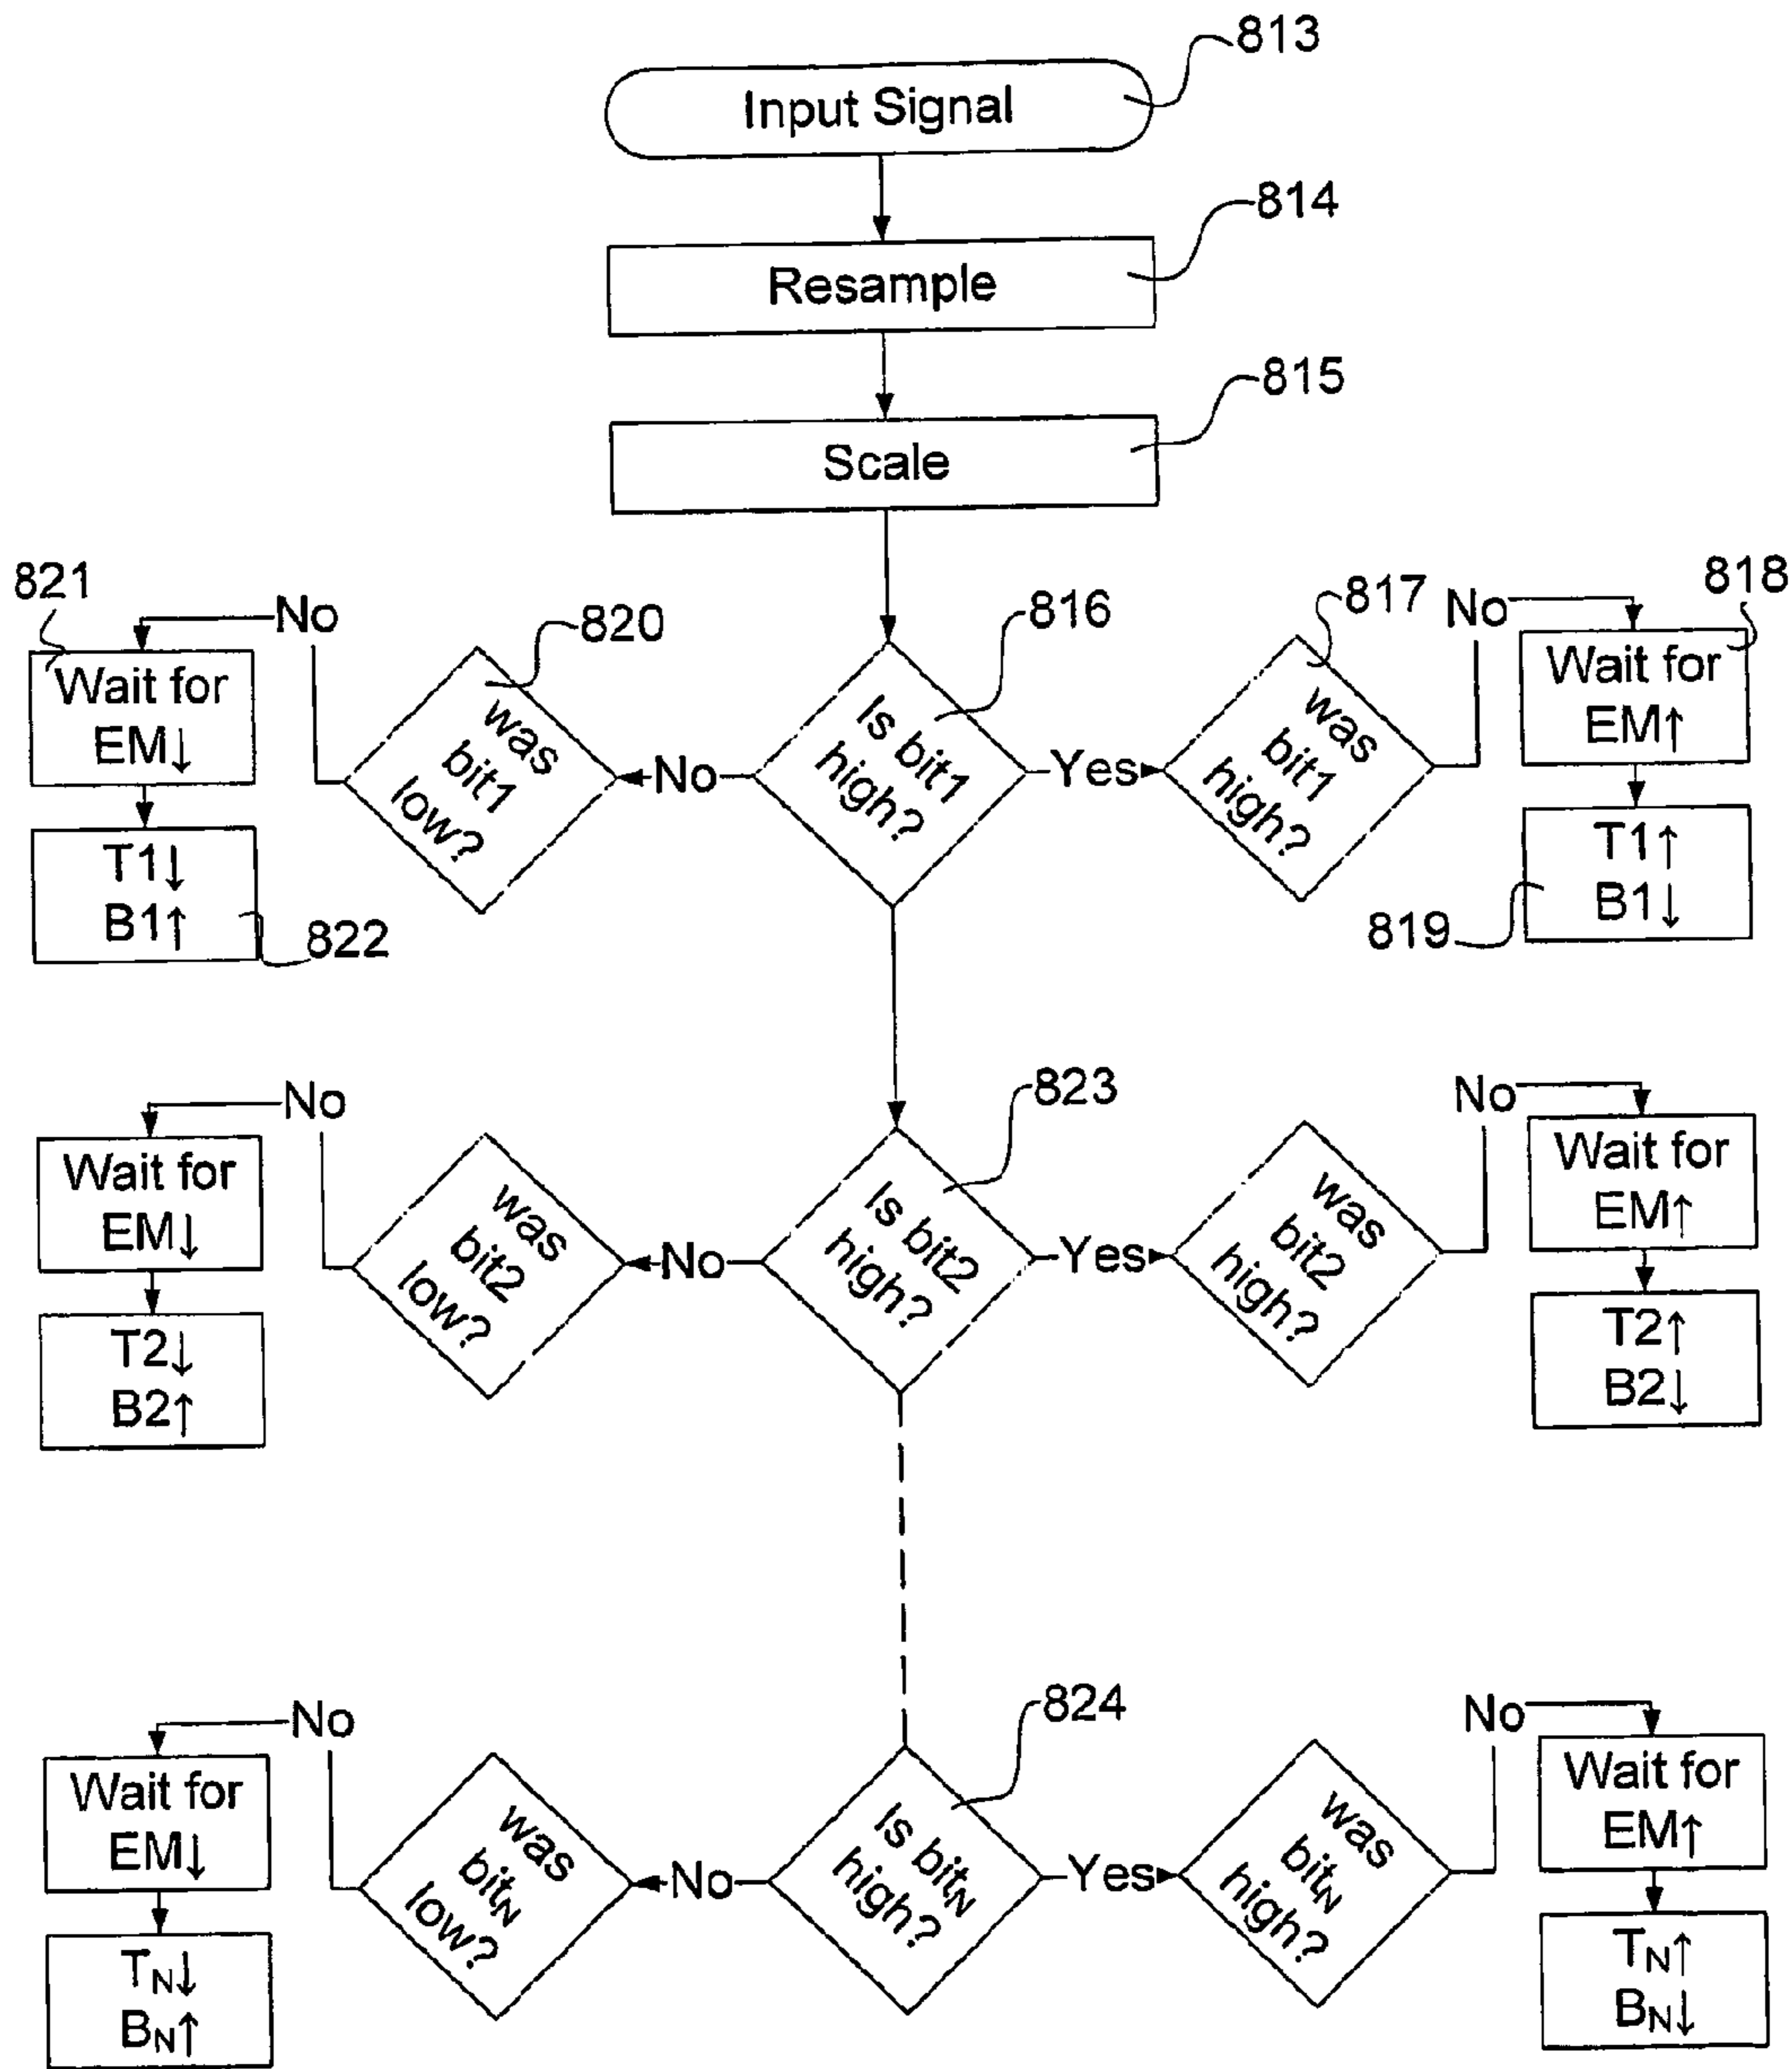 813
Input Signal
814
Resample
815
Scale
821
No
820
816
817
No
818
Wait for
EM↓
was
bit1
low?
No
Is bit1
high?
Yes
was
bit1
high?
Wait for
EM↑
T1↓
B1↑
822
T1↑
B1↓
819
No
823
No
Wait for
EM↓
was
bit2
low?
No
Is bit2
high?
Yes
was
bit2
high?
Wait for
EM↑
T2↓
B2↑
T2↑
B2↓
No
824
No
Wait for
EM↓
was
bitN
low?
No
Is bitN
high?
Yes
was
bitN
high?
Wait for
EM↑
TN↓
BN↑
TN↑
BN↓